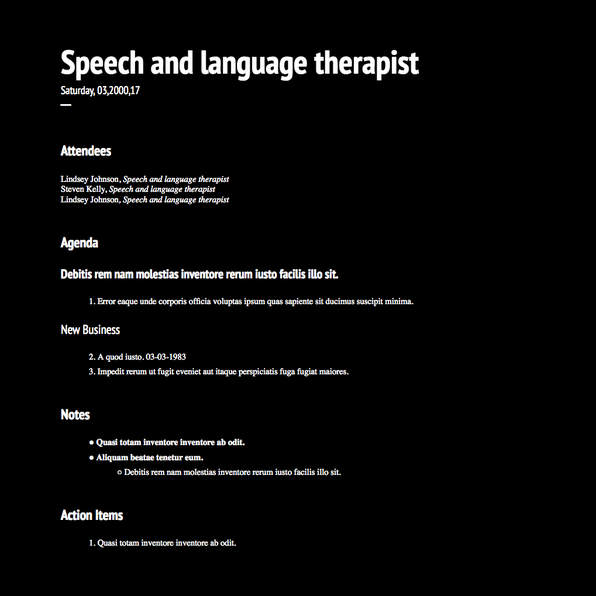 Speech and language therapist
Saturday, 03,2000,17
Attendees
Lindsey Johnson, Speech and language therapist
Steven Kelly, Speech and language therapist
Lindsey Johnson, Speech and language therapist
Agenda
Debitis rem nam molestias inventore rerum iusto facilis illo sit.
1. Error eaque unde corporis officia voluptas ipsum quas sapiente sit ducimus suscipit minima.
New Business
2. A quod iusto. 03-03-1983
3. Impedit rerum ut fugit eveniet aut itaque perspiciatis fuga fugiat maiores.
Notes
● Quasi totam inventore inventore ab odit.
● Aliquam beatae tenetur eum.
○ Debitis rem nam molestias inventore rerum iusto facilis illo sit.
Action Items
1. Quasi totam inventore inventore ab odit.